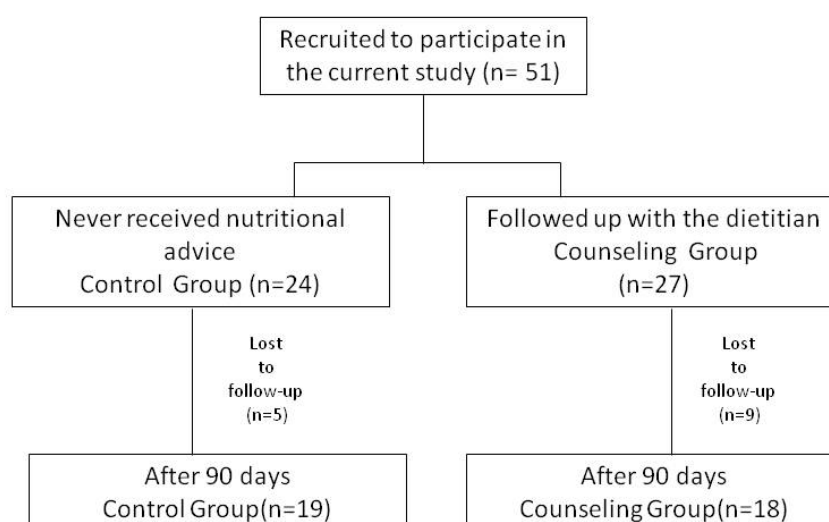 Recruited to participate in
the current study (n= 51)
Never received nutritional
advice
Control Group (n=24)
Followed up with the dietitian
Counseling Group
(n=27)
Lost
to
follow-up
(n=5)
Lost
to
follow-up
(n=9)
After 90 days
Control Group(n=19)
After 90 days
Counseling Group(n=18)